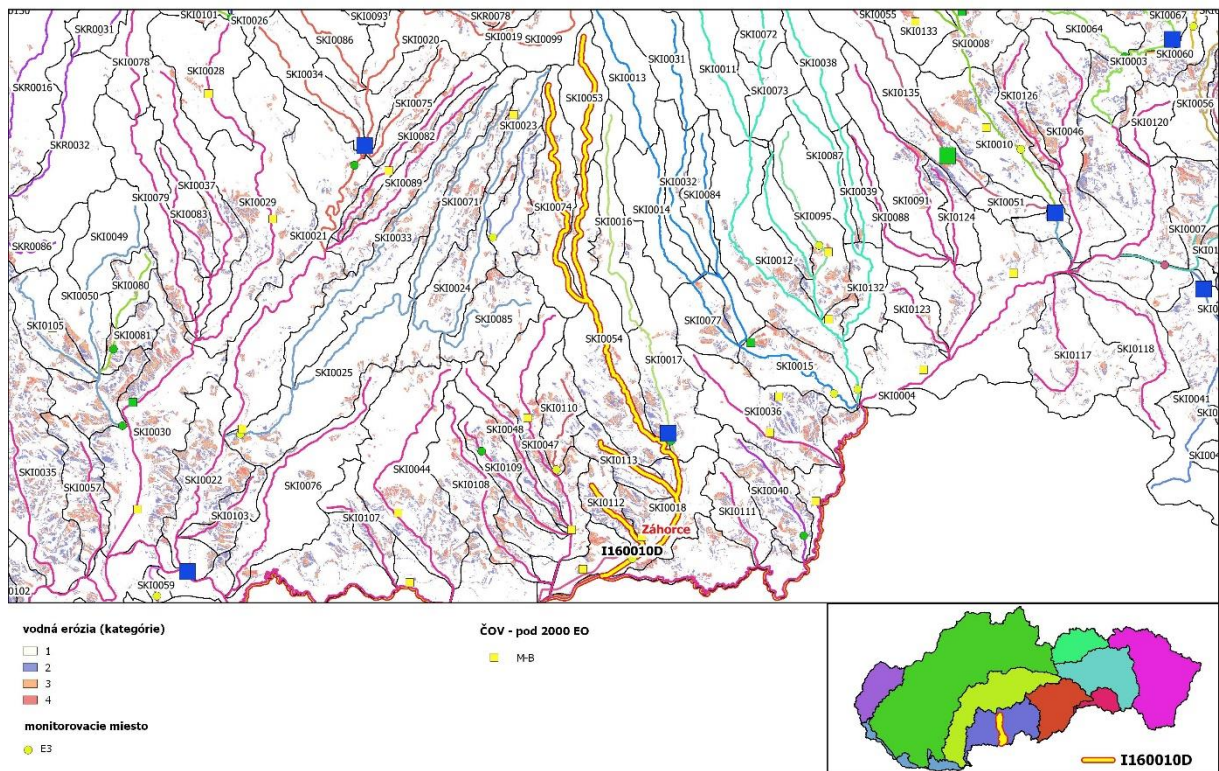 0130
SKI0101
SKI0026
SKI0093
SKR0078
SKI0019
SKI0099
SKI0072
SKI0055
SKI0133
SKI0067
SKI0064
SKI0060
SKR0031
SKI0078
SKI0028
SKI0086
SKI0020
SKI0034
SKI0053
SKI0013
SKI0031
SKI0011
SKI0038
SKI0008
SKI0003
SKR0016
SKI0075
SKI0082
SKI0023
SKI0073
SKI0135
SKI0126
SKI0056
SKI0120
SKI0046
SKI0010
SKR0032
SKI0089
SKI0087
SKI0037
SKI0032
SKI0039
SKI0079
SKI0083
SKI0029
SKI0071
SKI0074
SKI0014
SKI0084
SKI0091
SKI0051
SKI0016
SKI0095
SKI0088
SKI0124
SKI0049
SKI0021
SKI0033
SKI0007
SKR0086
SKI0012
SKI0080
SKI0050
SKI0024
SKI0132
SKI0123
SKI0105
SKI0081
SKI0085
SKI0077
SKI0054
SKI0017
SKI0117
SKI0118
SKI0025
SKI0015
SKI0004
SKI0041
SKI0036
SKI0110
SKI0030
SKI0048
SKI0047
SKI0035
SKI0044
SKI0109
SKI0113
SKI0057
SKI0022
SKI0076
SKI0108
SKI0040
SKI0103
SKI0107
SKI0112
SKI0018
SKI0111
Záhorce
I160010D
SKI0059
0102
vodná erózia (kategórie)
1
2
3
4
monitorovacie miesto
E3
ČOV - pod 2000 EO
M-B
I160010D